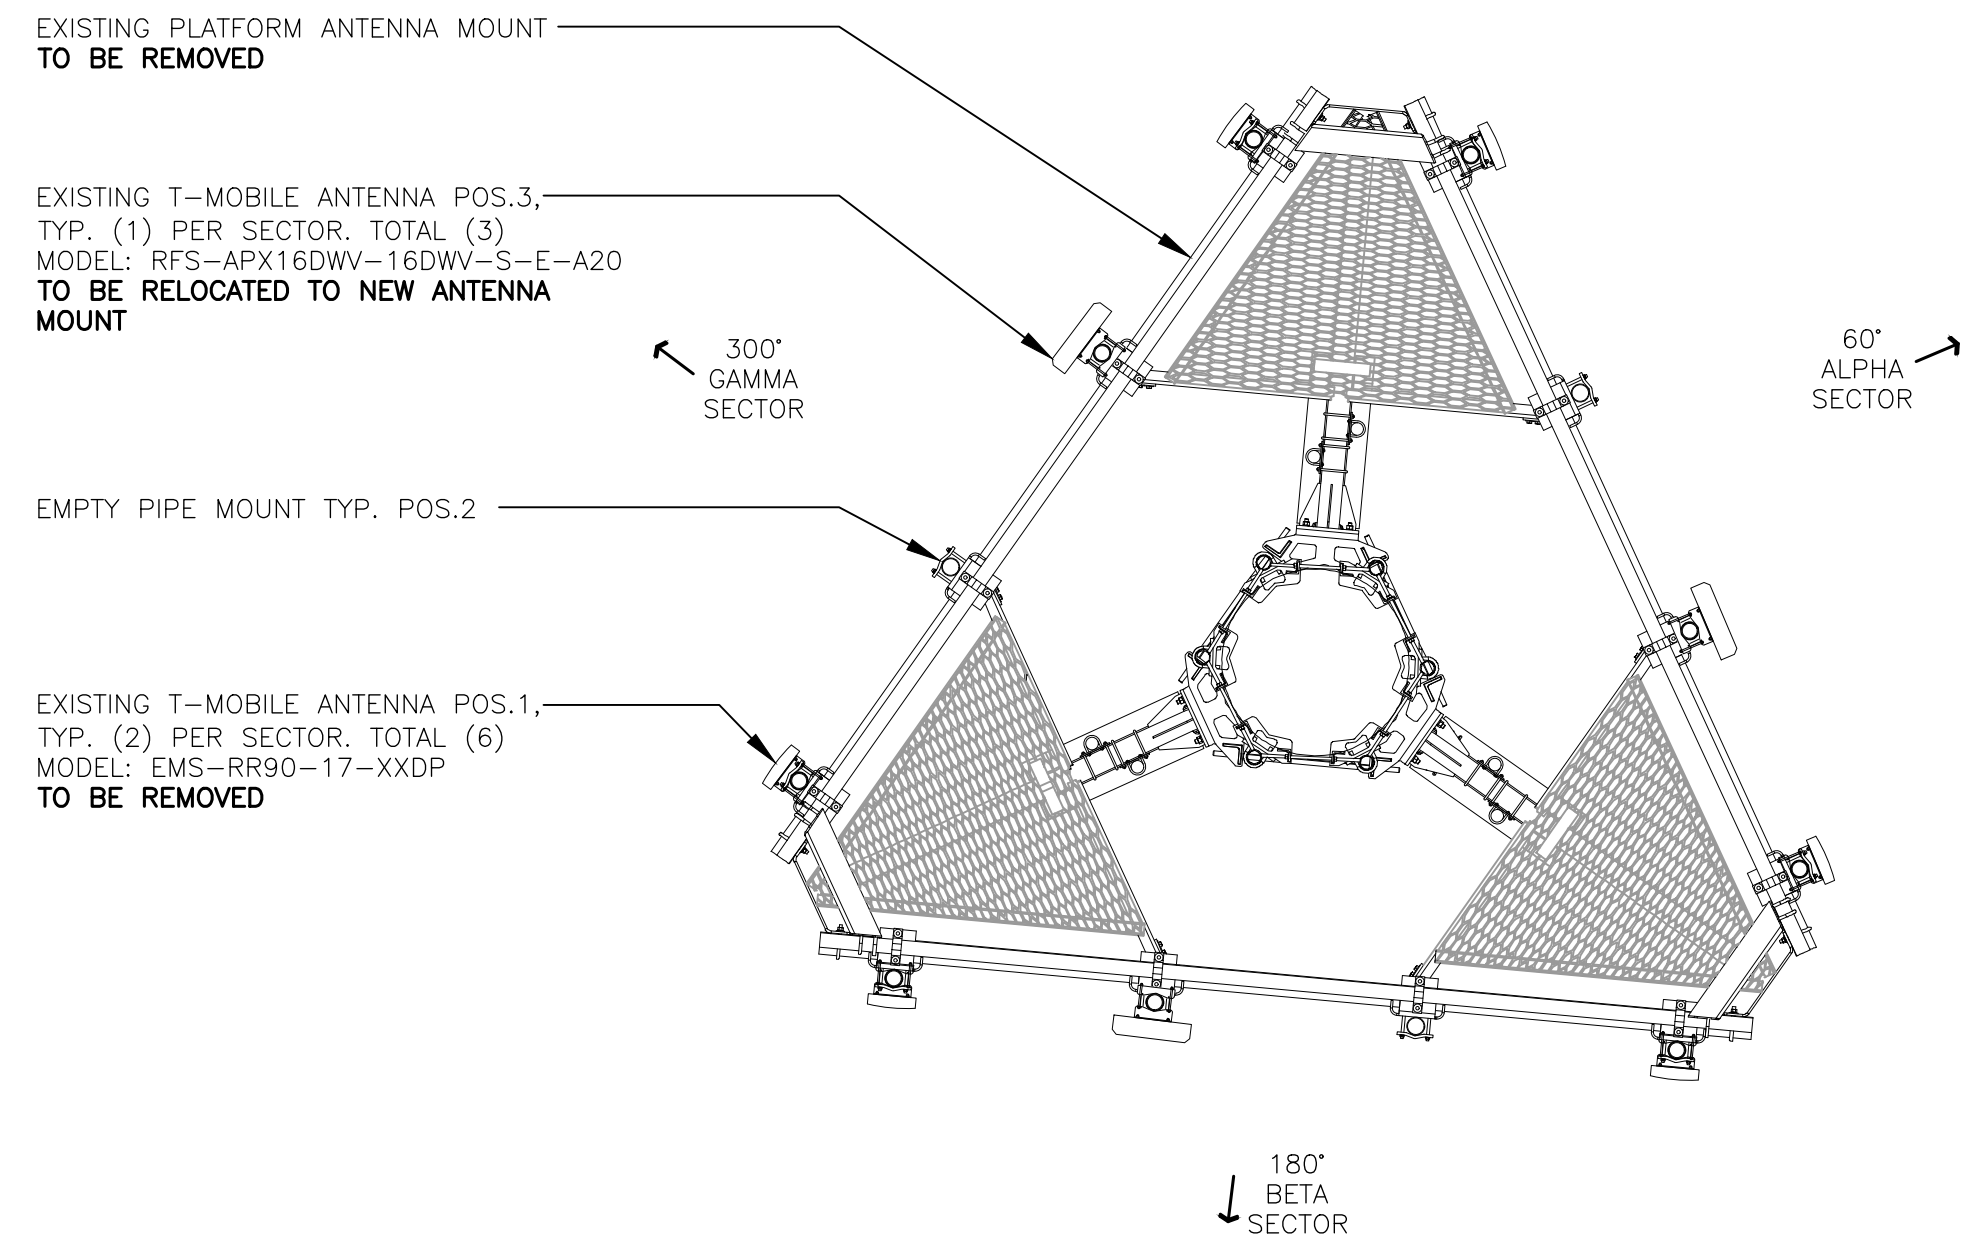 EXISTING PLATFORM ANTENNA MOUNT
TO BE REMOVED
EXISTING T-MOBILE ANTENNA POS.3,
TYP. (1) PER SECTOR. TOTAL (3)
MODEL: RFS-APX16DWV-16DWV-S-E-A20
TO BE RELOCATED TO NEW ANTENNA
MOUNT
300°
GAMMA
SECTOR
60°
ALPHA
SECTOR
EMPTY PIPE MOUNT TYP. POS.2
EXISTING T-MOBILE ANTENNA POS.1,
TYP. (2) PER SECTOR. TOTAL (6)
MODEL: EMS-RR90-17-XXDP
TO BE REMOVED
180°
BETA
SECTOR